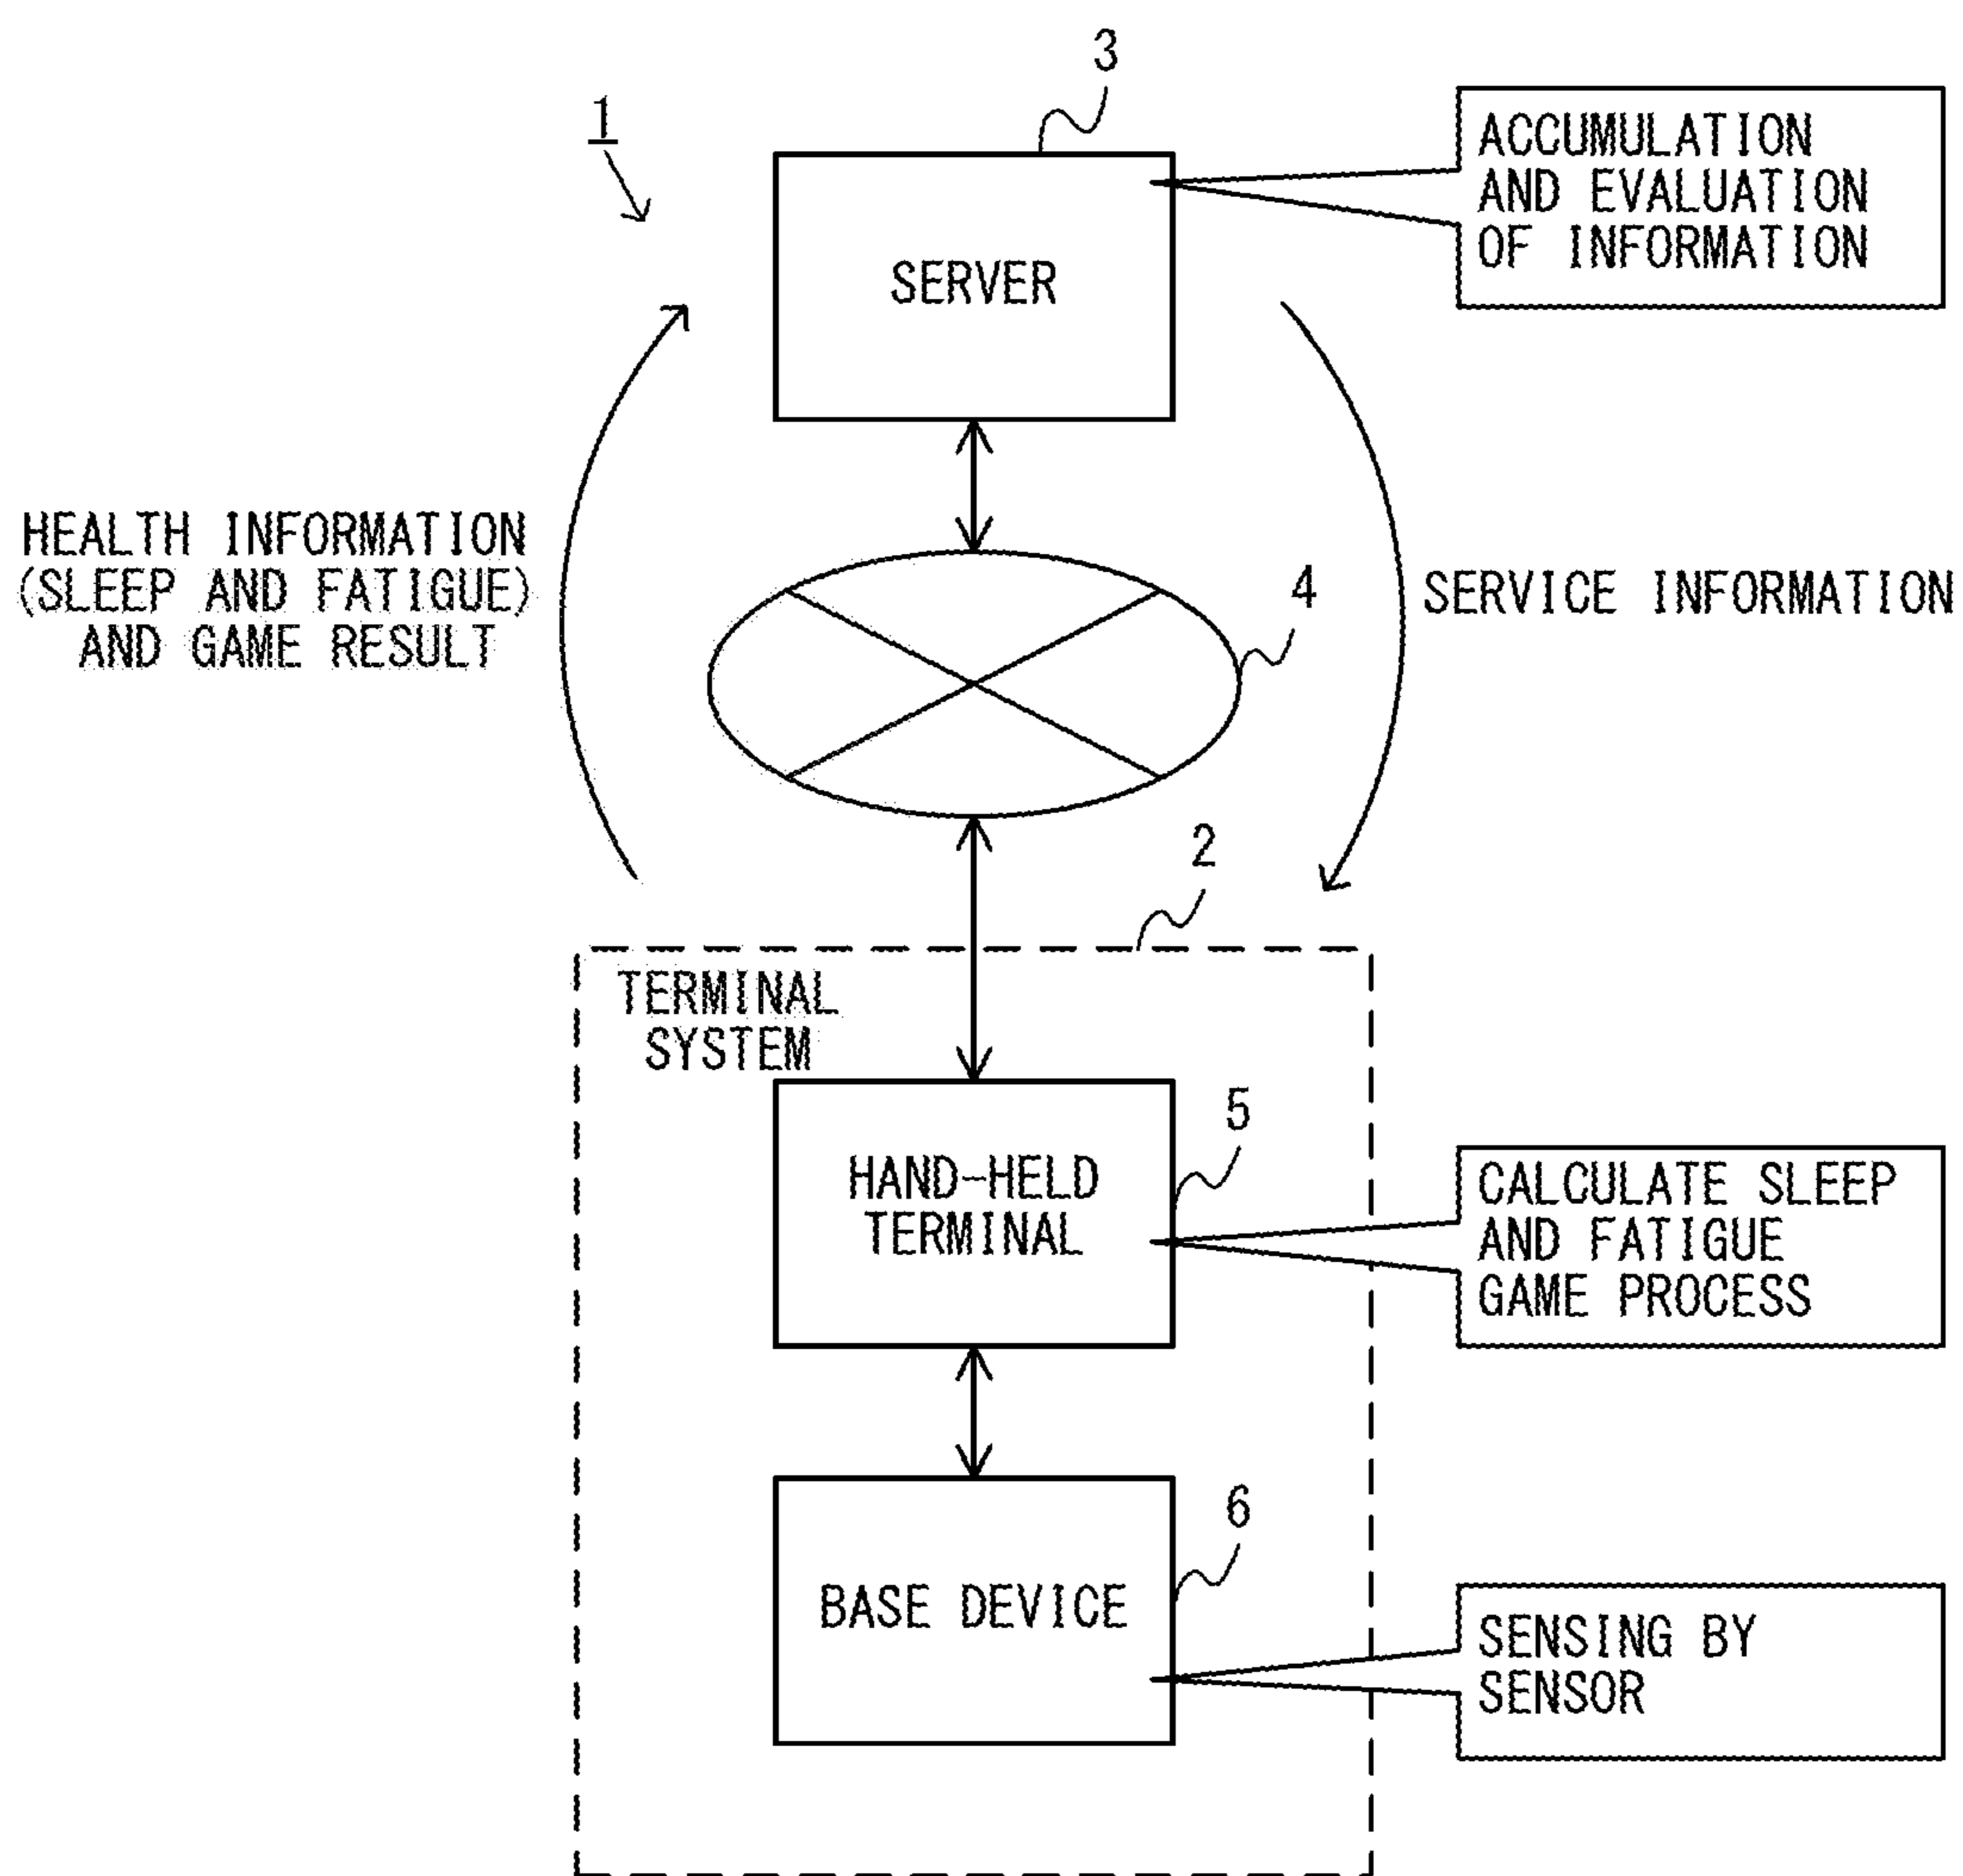 3
1
ACCUMULATION
AND EVALUATION
OF INFORMATION
SERVER
HEALTH INFORMATION
(SLEEP AND FATIGUE)
AND GAME RESULT
4
SERVICE INFORMATION
2
TERMINAL
SYSTEM
5
HAND-HELD
TERMINAL
CALCULATE SLEEP
AND FATIGUE
GAME PROCESS
6
BASE DEVICE
SENSING BY
SENSOR